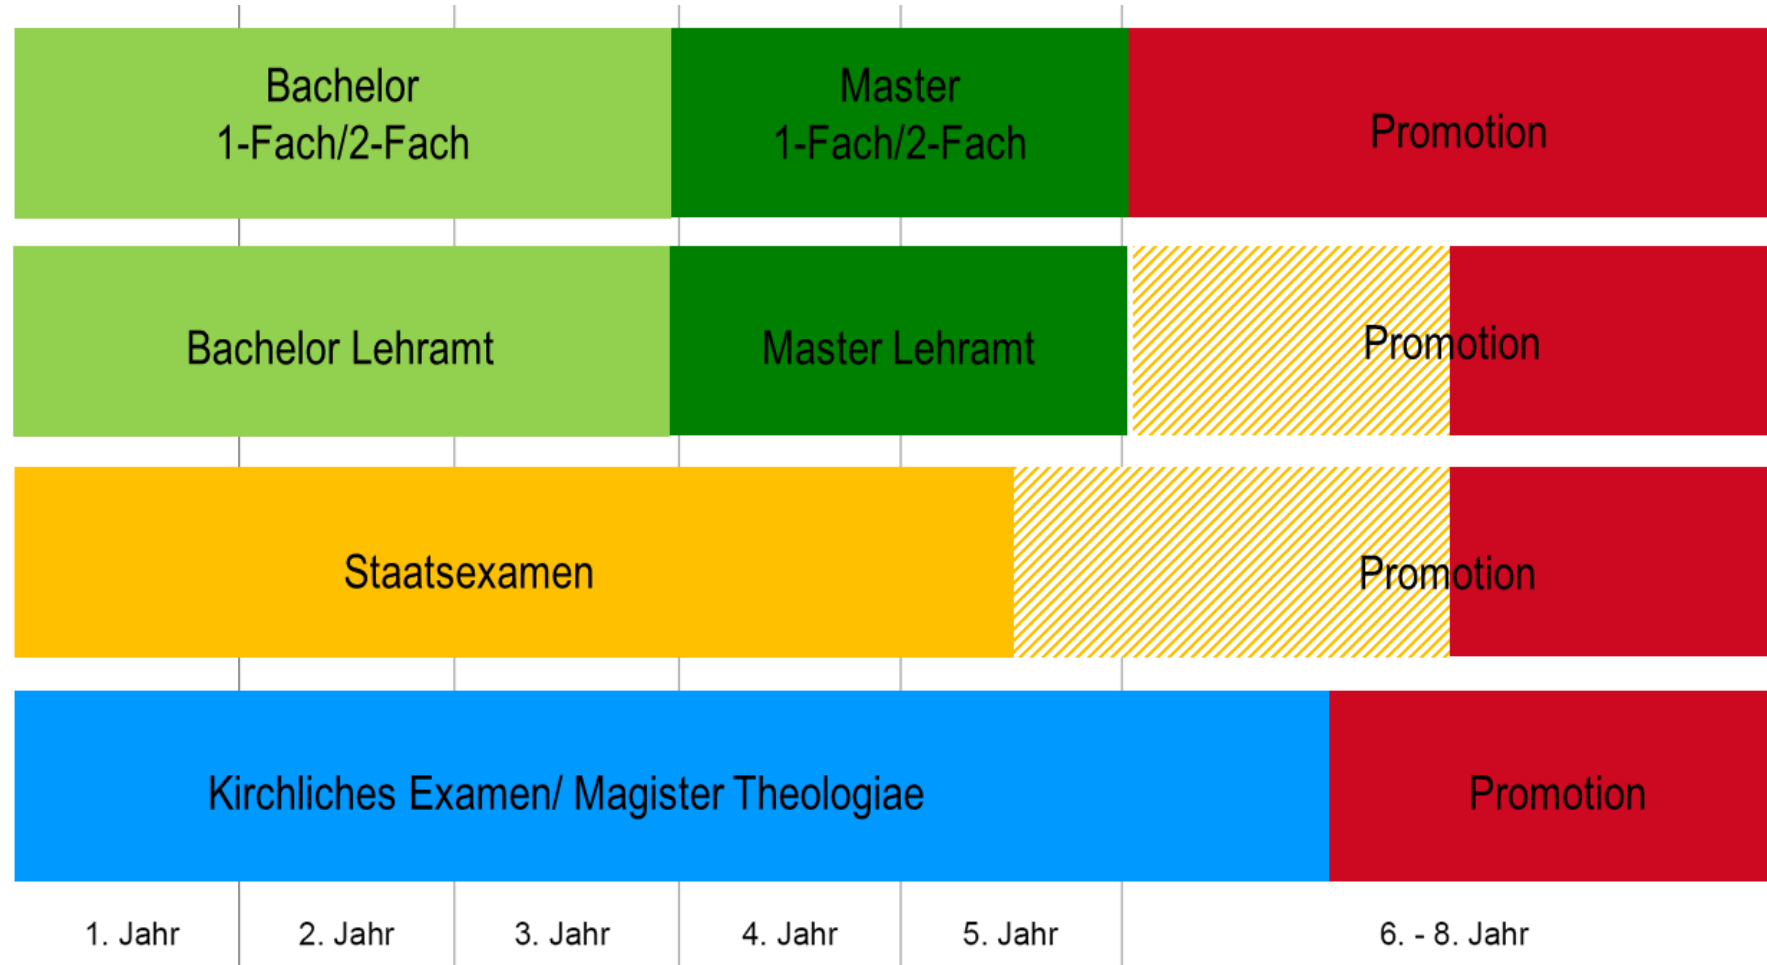 Bachelor
1-Fach/2-Fach
Master
1-Fach/2-Fach
Promotion
Bachelor Lehramt
Master Lehramt
Promotion
Staatsexamen
Promotion
Kirchliches Examen/ Magister Theologiae
Promotion
1. Jahr
2. Jahr
3. Jahr
4. Jahr
5. Jahr
6. - 8. Jahr